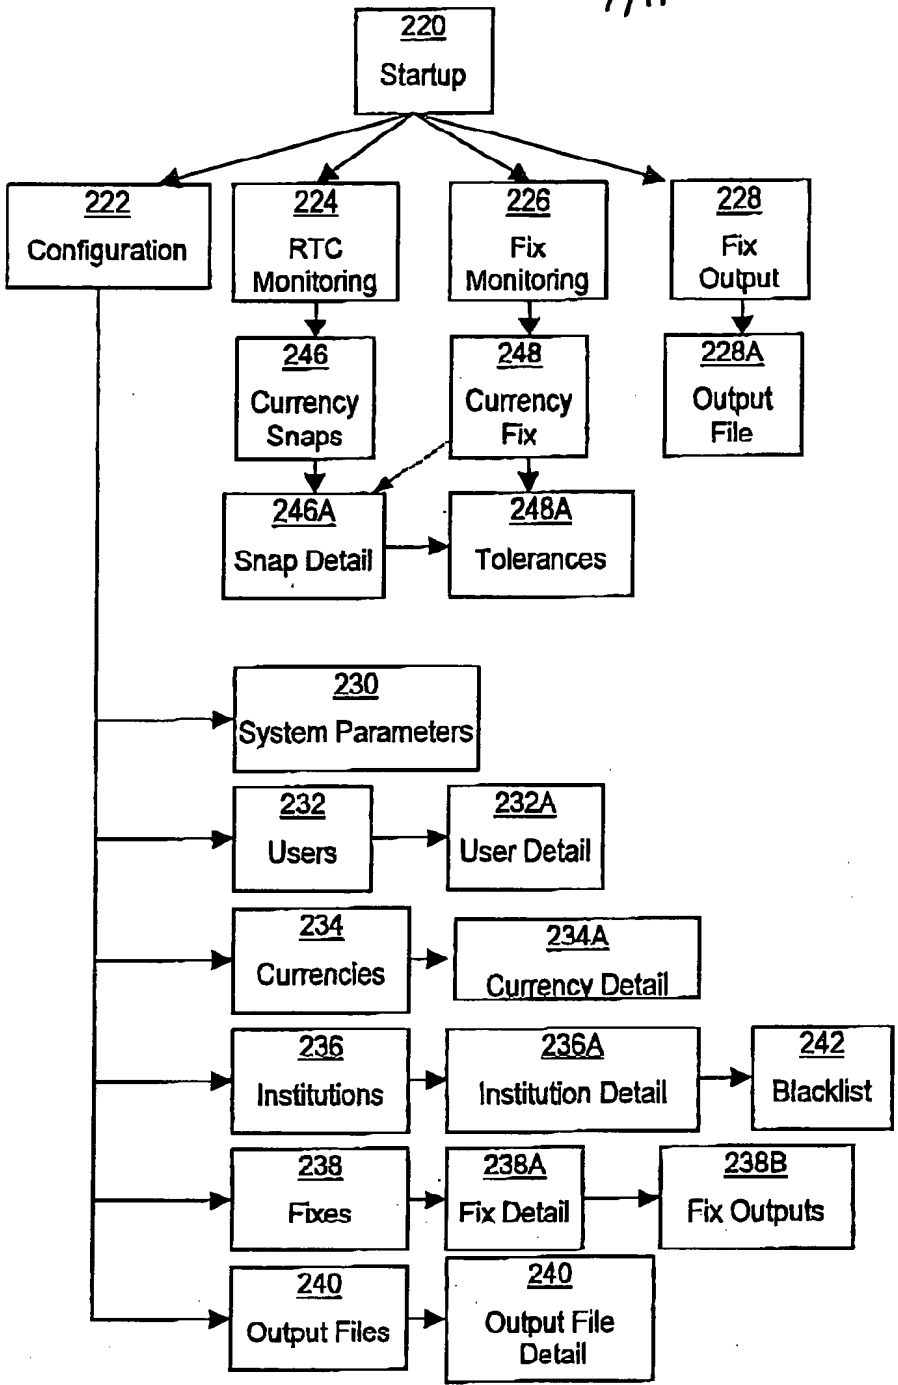 220
Startup
222
Configuration
224
RTC
Monitoring
226
Fix
Monitoring
228
Fix
Output
246
Currency
Snaps
248
Currency
Fix
228A
Output
File
246A
Snap Detail
248A
Tolerances
230
System Parameters
232
Users
232A
User Detail
234
Currencies
234A
Currency Detail
236
Institutions
236A
Institution Detail
242
Blacklist
238
Fixes
238A
Fix Detail
238B
Fix Outputs
240
Output Files
240
Output File
Detail